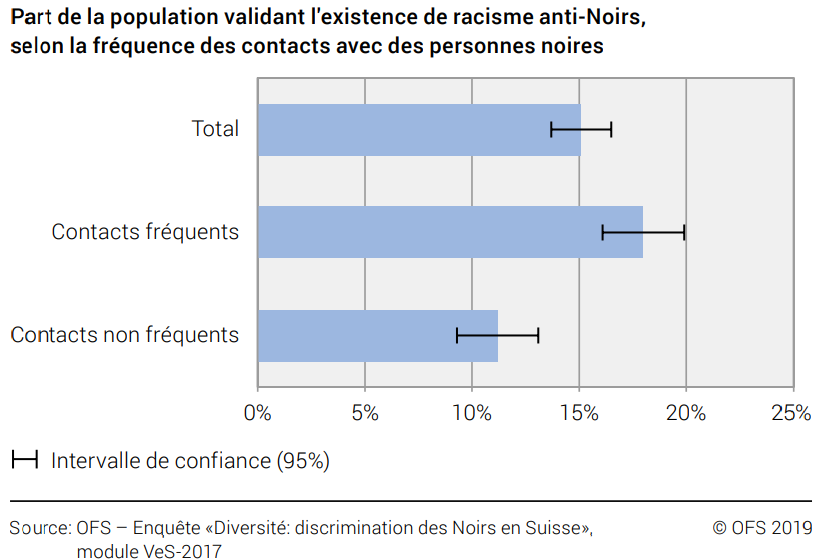 Part de la population validant l'existence de racisme anti-Noirs,
selon la fréquence des contacts avec des personnes noires
Total
Contacts fréquents
Contacts non fréquents
0% 5% 10% 15% 20% 25%
Intervalle de confiance (95%)
Source: OFS – Enquête «Diversité: discrimination des Noirs en Suisse», © OFS 2019
module VeS-2017